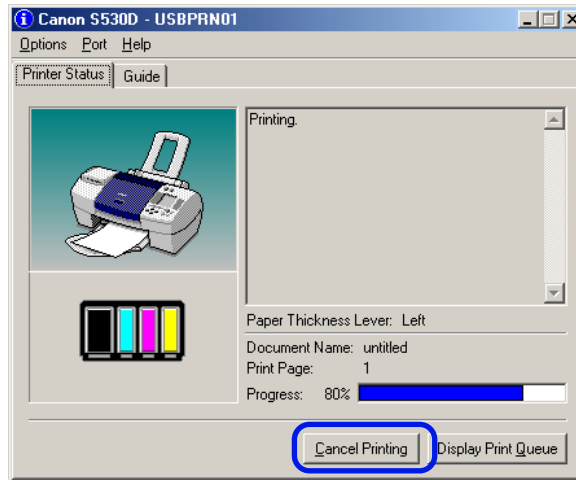 Canon S530D - USBPRN01
Options Port Help
Printer Status Guide
Printing.
Paper Thickness Lever: Left
Document Name: untitled
Print Page: 1
Progress: 80%
Cancel Printing Display Print Queue